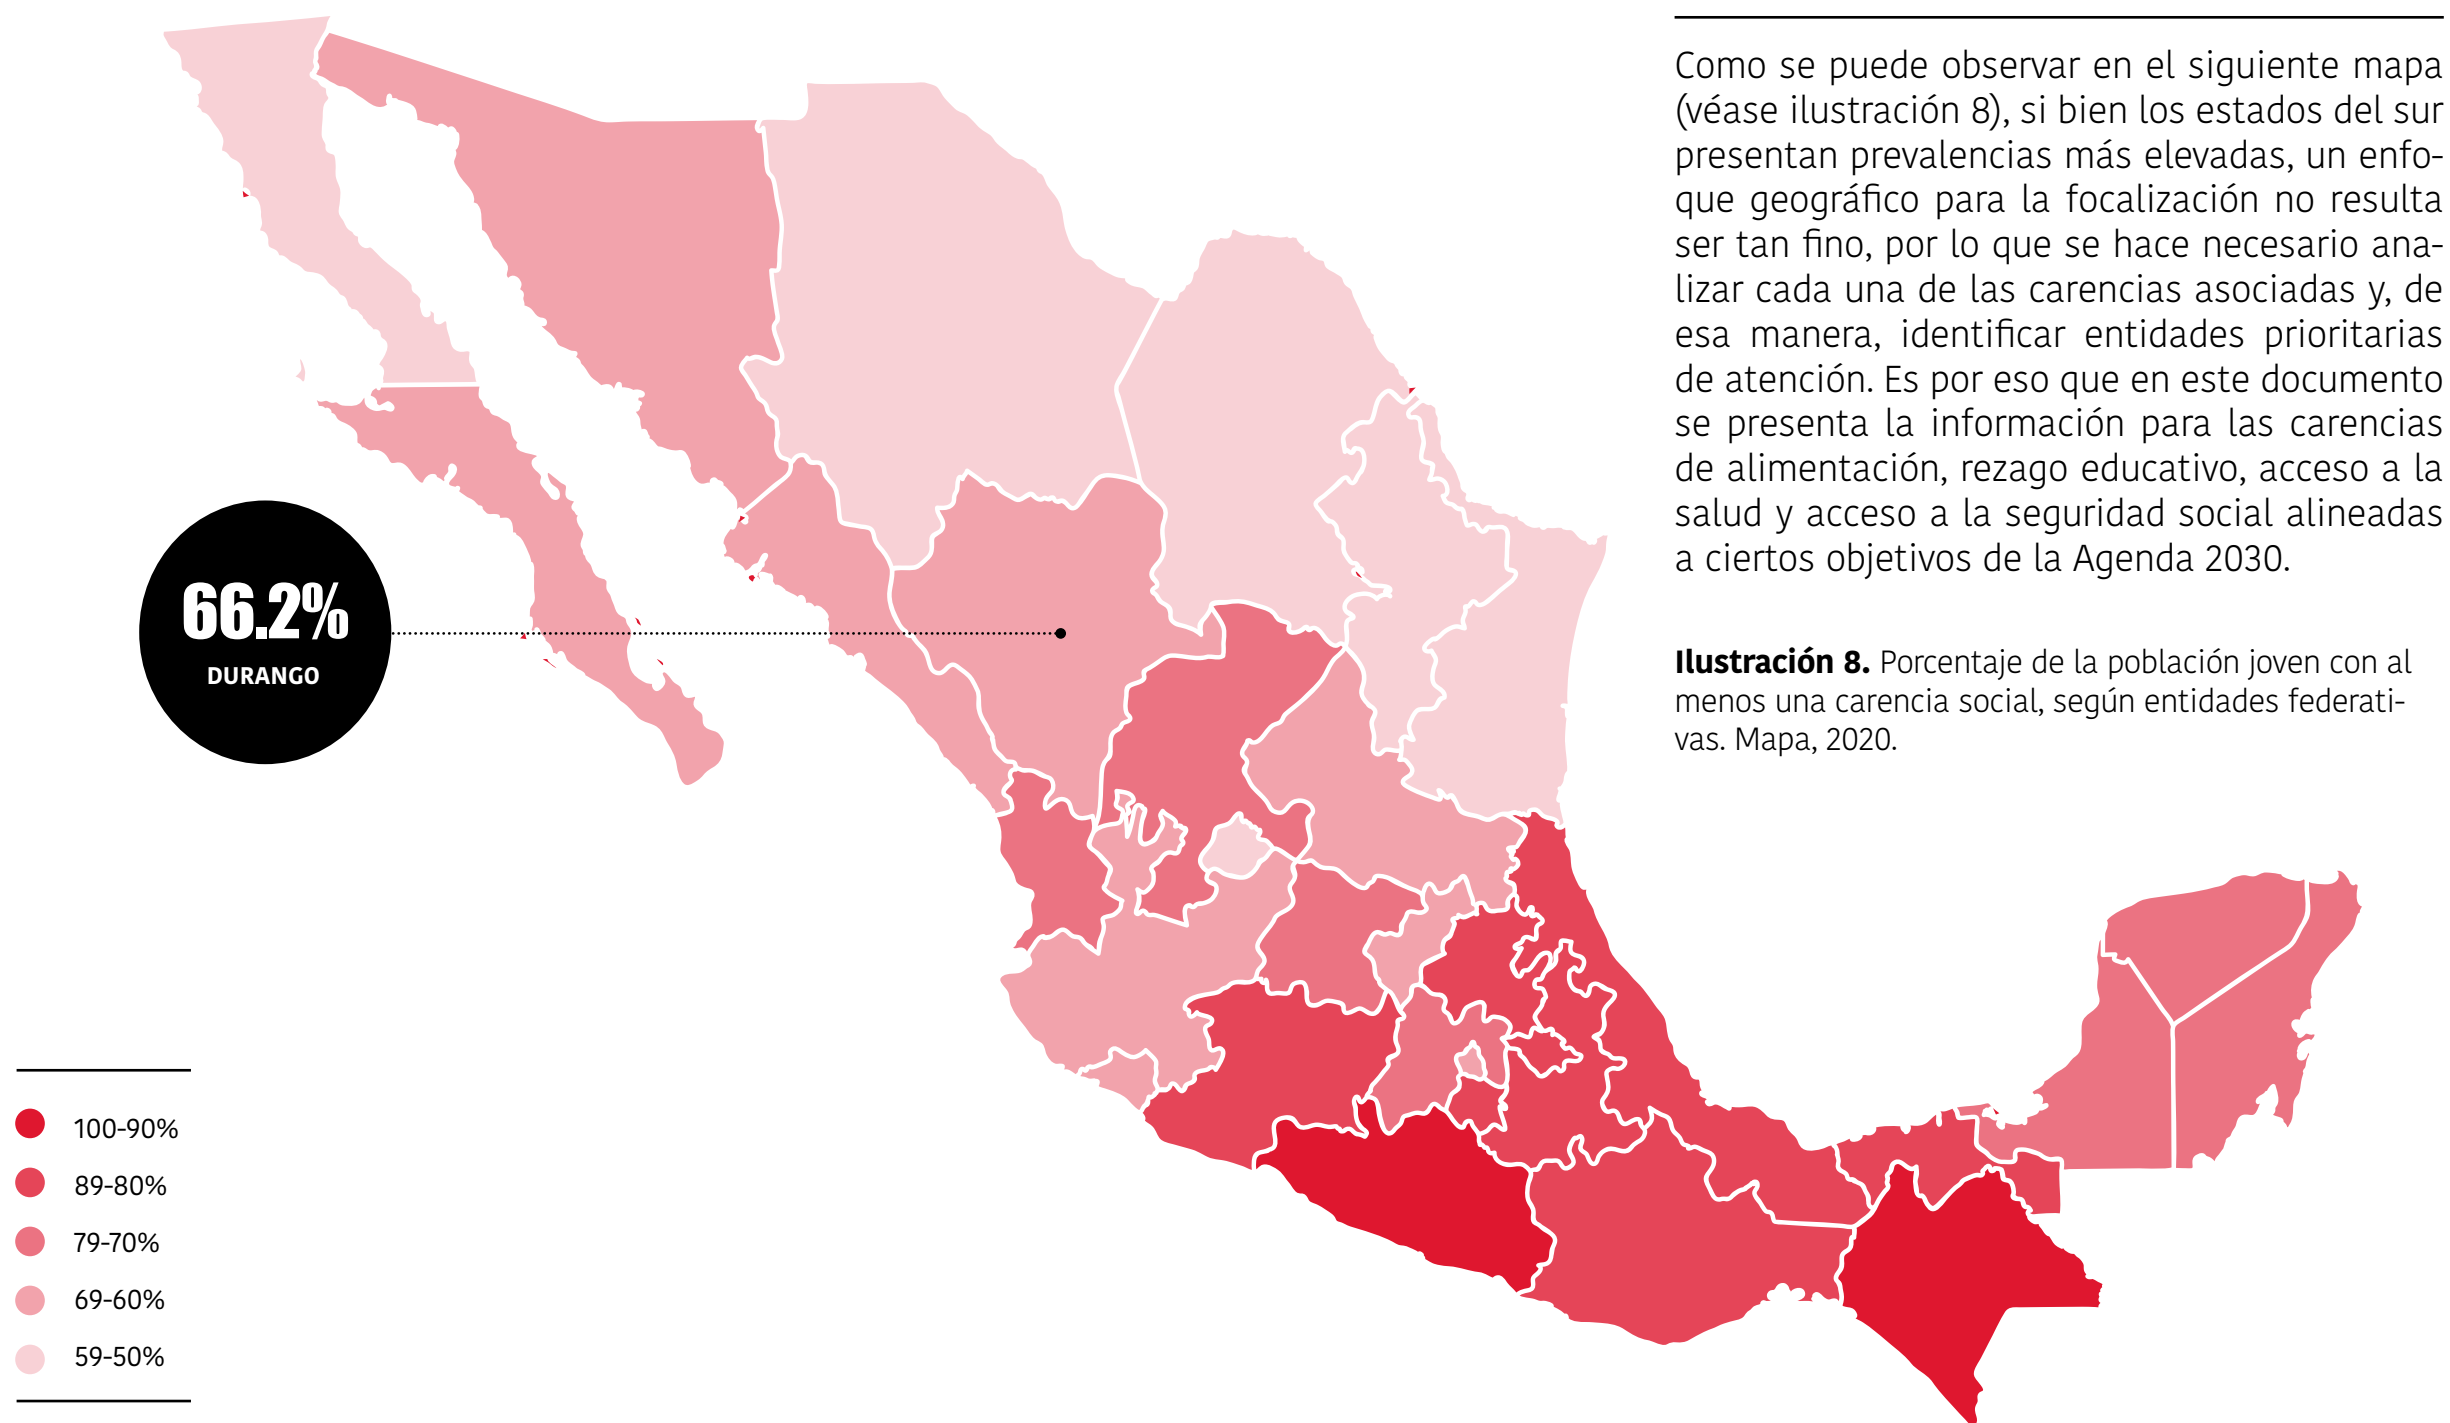 Como se puede observar en el siguiente mapa
(véase ilustración 8), si bien los estados del sur
presentan prevalencias más elevadas, un enfo-
que geográfico para la focalización no resulta
ser tan fino, por lo que se hace necesario ana-
lizar cada una de las carencias asociadas y, de
esa manera, identificar entidades prioritarias
de atención. Es por eso que en este documento
se presenta la información para las carencias
de alimentación, rezago educativo, acceso a la
salud y acceso a la seguridad social alineadas
a ciertos objetivos de la Agenda 2030.
Ilustración 8. Porcentaje de la población joven con al
menos una carencia social, según entidades federati-
vas. Mapa, 2020.
66.2%
DURANGO
100-90%
89-80%
79-70%
69-60%
59-50%